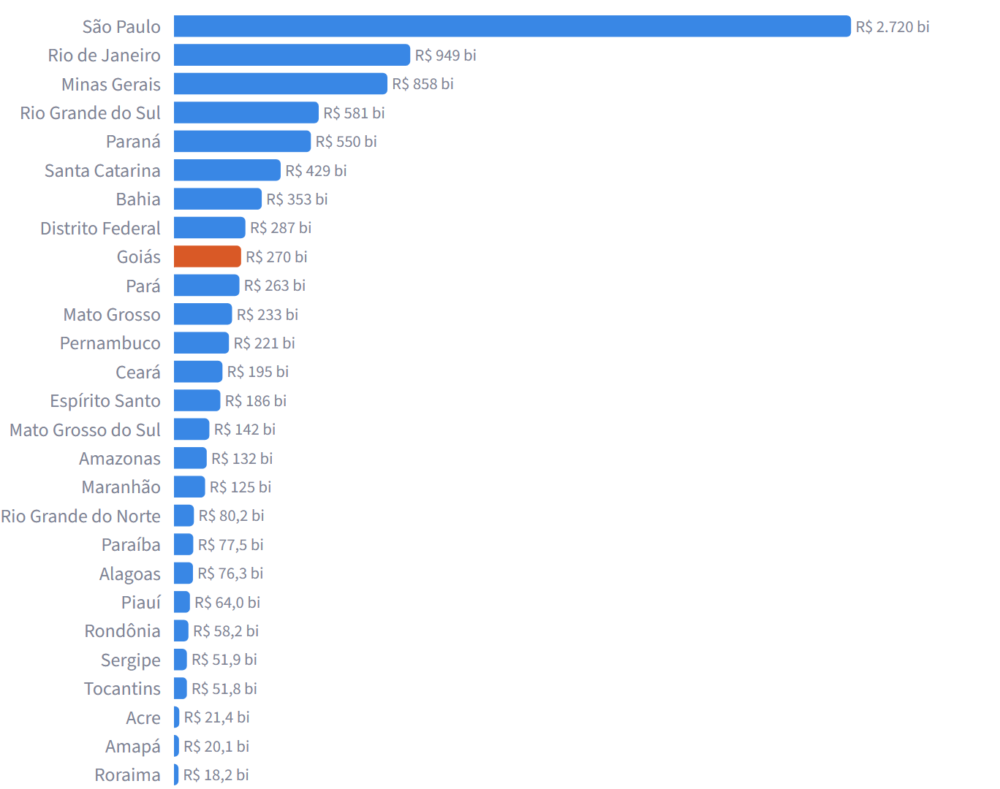 São Paulo R$ 2.720 bi
Rio de Janeiro R$ 949 bi
Minas Gerais R$ 858 bi
Rio Grande do Sul R$ 581 bi
Paraná R$ 550 bi
Santa Catarina R$ 429 bi
Bahia R$ 353 bi
Distrito Federal R$ 287 bi
Goiás R$ 270 bi
Pará R$ 263 bi
Mato Grosso R$ 233 bi
Pernambuco R$ 221 bi
Ceará R$ 195 bi
Espírito Santo R$ 186 bi
Mato Grosso do Sul R$ 142 bi
Amazonas R$ 132 bi
Maranhão R$ 125 bi
Rio Grande do Norte R$ 80,2 bi
Paraíba R$ 77,5 bi
Alagoas R$ 76,3 bi
Piauí R$ 64,0 bi
Rondônia R$ 58,2 bi
Sergipe R$ 51,9 bi
Tocantins R$ 51,8 bi
Acre R$ 21,4 bi
Amapá R$ 20,1 bi
Roraima R$ 18,2 bi